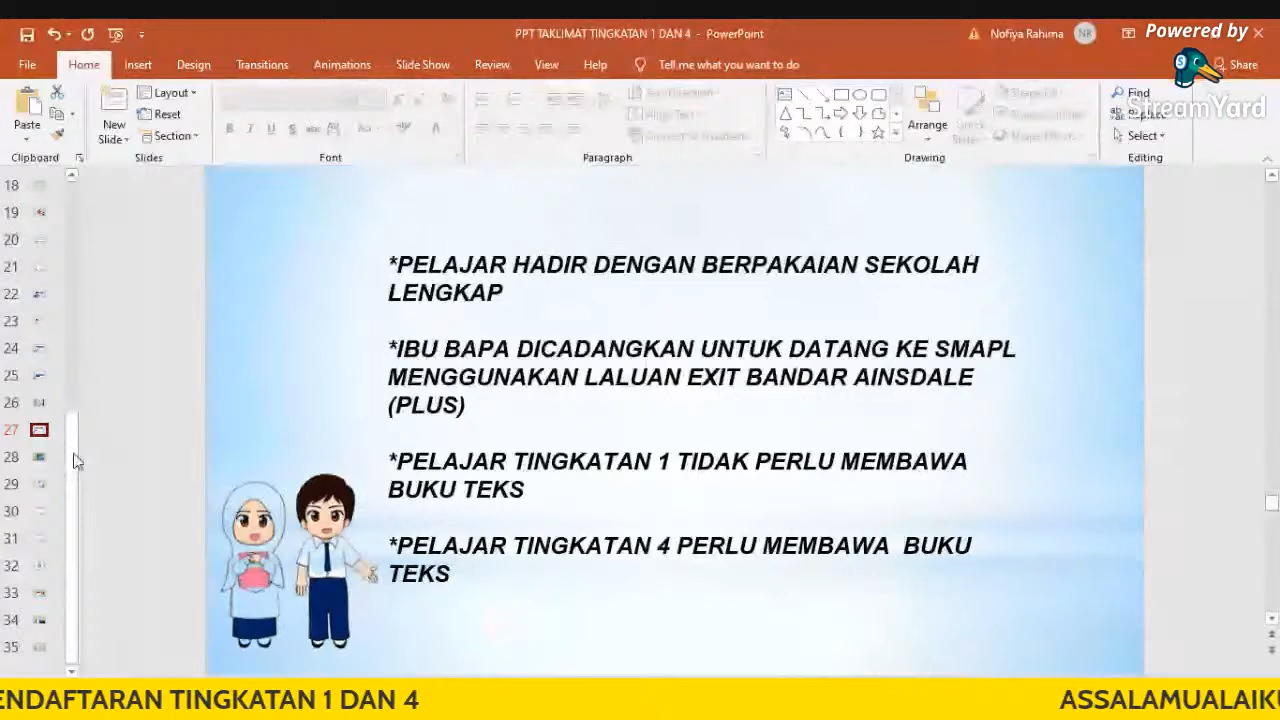 PPT TAKLIMAT TINGKATAN 1 DAN 4 - PowerPoint
Nofiya Rahima
NR
Powered by
File Home Insert Design Transitions Animations Slide Show Review View Help Tell me what you want to do
Share
StreamYard
Paste
New
Slide
Layout
Reset
Section
Arrange
Find
Select
Clipboard Slides Font Paragraph Drawing Editing
18
19
20
21
22
23
24
25
26
27
28
29
30
31
32
33
34
35
*PELAJAR HADIR DENGAN BERPAKAIAN SEKOLAH
LENGKAP
*IBU BAPA DICADANGKAN UNTUK DATANG KE SMAPL
MENGGUNAKAN LALUAN EXIT BANDAR AINSDALE
(PLUS)
*PELAJAR TINGKATAN 1 TIDAK PERLU MEMBAWA
BUKU TEKS
*PELAJAR TINGKATAN 4 PERLU MEMBAWA BUKU
TEKS
ENDAFTARAN TINGKATAN 1 DAN 4
ASSALAMUALAIKU